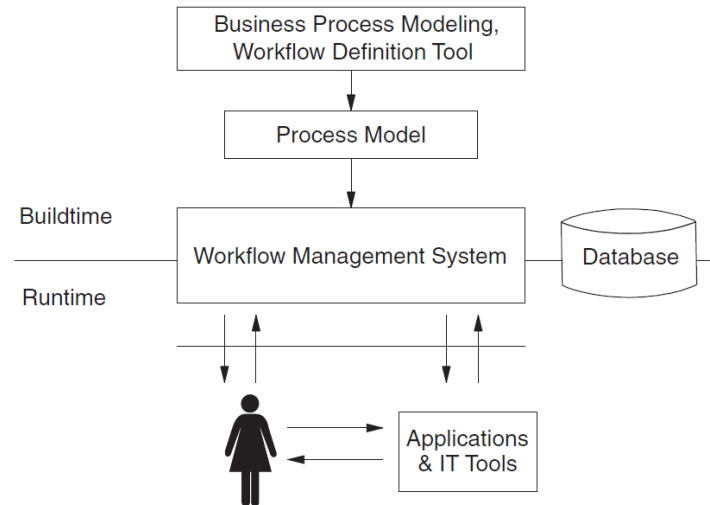 Business Process Modeling,
Workflow Definition Tool
Process Model
Buildtime
Workflow Management System
Database
Runtime
Applications
& IT Tools